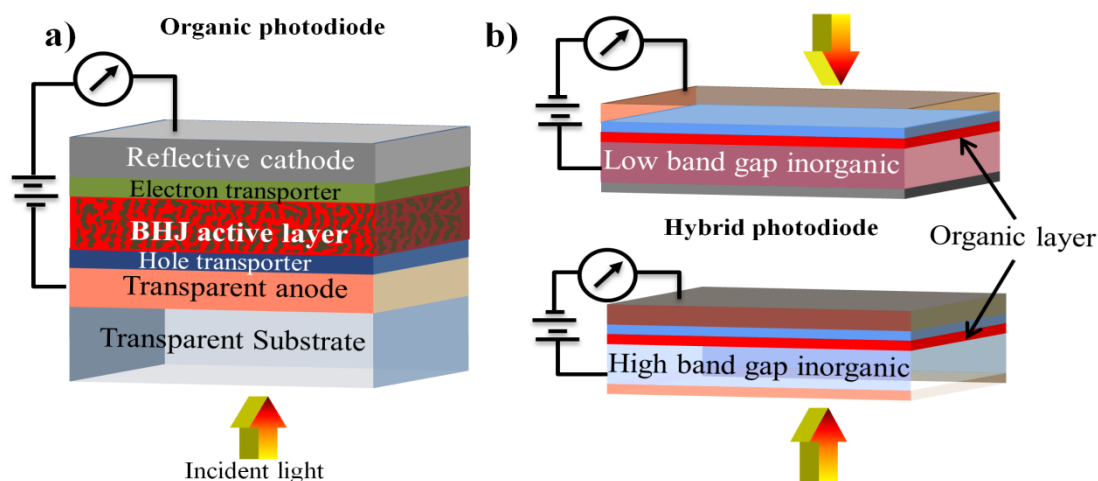 a)
Organic photodiode
Reflective cathode
Electron transporter
BHJ active layer
Hole transporter
Transparent anode
Transparent Substrate
Incident light
b)
Low band gap inorganic
Hybrid photodiode
Organic layer
High band gap inorganic